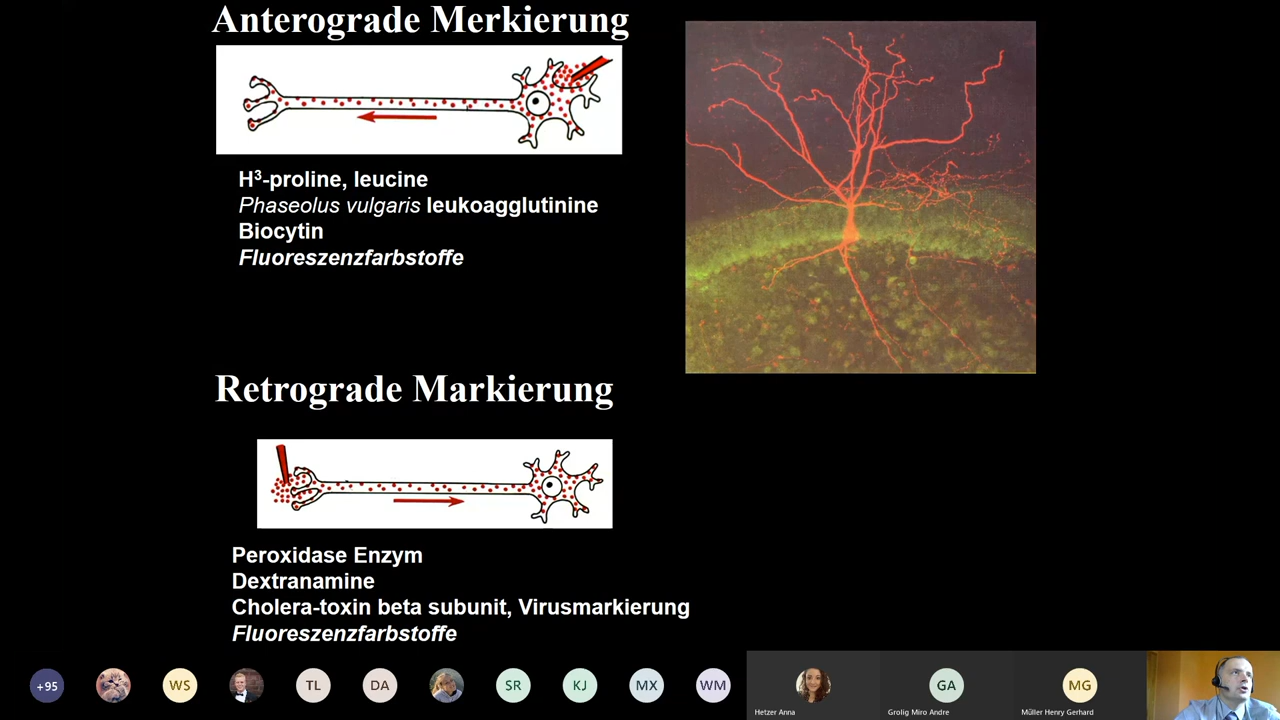 Anterograde Merkierung
H³-proline, leucine
Phaseolus vulgaris leukoagglutinine
Biocytin
Fluoreszenzfarbstoffe
Retrograde Markierung
Peroxidase Enzym
Dextranamine
Cholera-toxin beta subunit, Virusmarkierung
Fluoreszenzfarbstoffe
+95
WS
TL
DA
SR
KJ
MX
WM
GA
MG
Hetzer Anna
Grolig Miro Andre
Müller Henry Gerhard